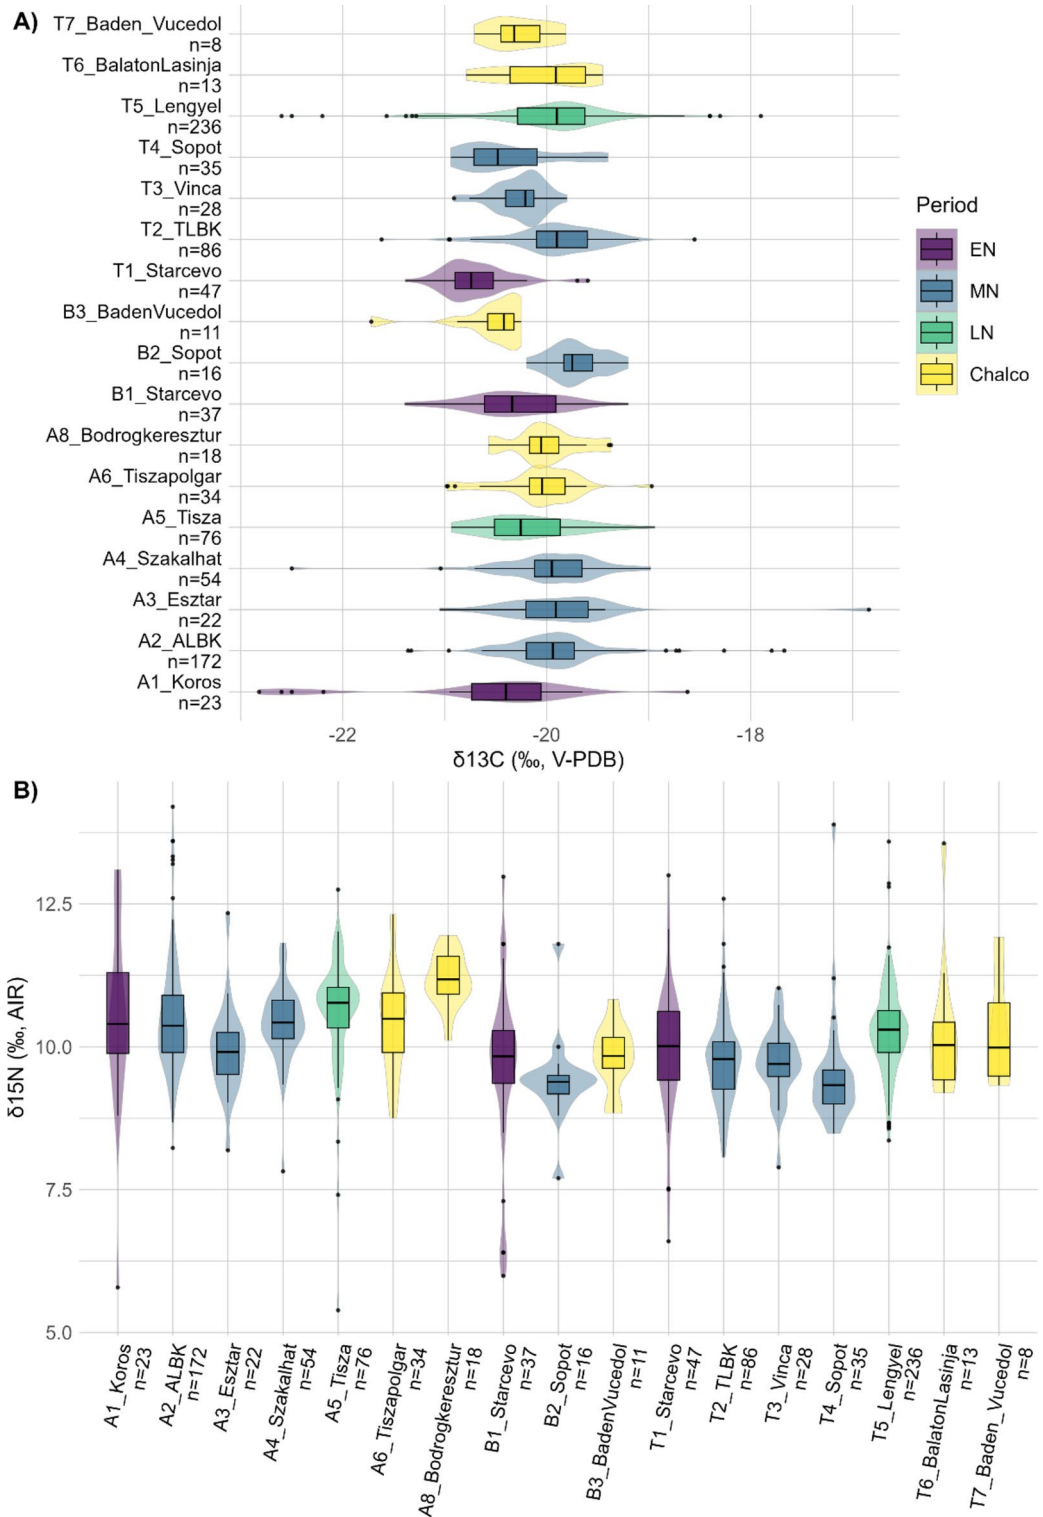 A)
T7_Baden_Vucedol
n=8
T6_BalatonLasinja
n=13
T5_Lengyel
n=236
T4_Sopot
n=35
T3_Vinca
n=28
T2_TLBK
n=86
T1_Starcevo
n=47
B3_BadenVucedol
n=11
B2_Sopot
n=16
B1_Starcevo
n=37
A8_Bodrogkeresztur
n=18
A6_Tiszapolgar
n=34
A5_Tisza
n=76
A4_Szakalhat
n=54
A3_Esztar
n=22
A2_ALBK
n=172
A1_Koros
n=23
-22
-20
-18
δ13C (‰, V-PDB)
Period
EN
MN
LN
Chalco
B)
δ15N (‰, AIR)
12.5
10.0
7.5
5.0
A1_Koros
n=23
A2_ALBK
n=172
A3_Esztar
n=22
A4_Szakalhat
n=54
A5_Tisza
n=76
A6_Tiszapolgar
n=34
A8_Bodrogkeresztur
n=18
B1_Starcevo
n=37
B2_Sopot
n=16
B3_BadenVucedol
n=11
T1_Starcevo
n=47
T2_TLBK
n=86
T3_Vinca
n=28
T4_Sopot
n=35
T5_Lengyel
n=236
T6_BalatonLasinja
n=13
T7_Baden_Vucedol
n=8